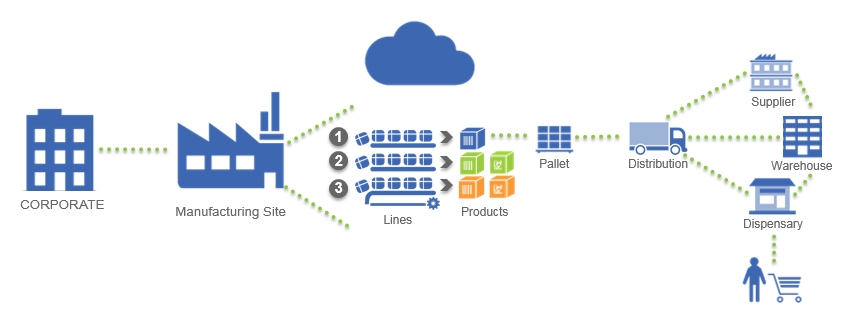 CORPORATE
Manufacturing Site
1
2
3
Lines
Products
Pallet
Distribution
Supplier
Warehouse
Dispensary